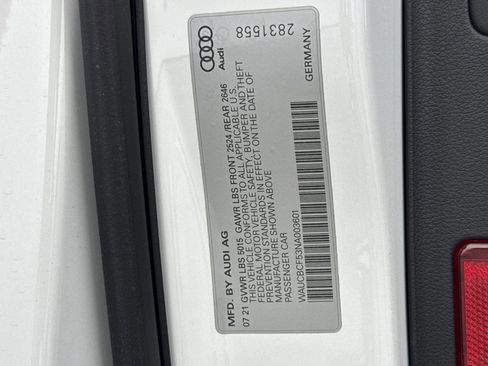 MFD. BY AUDI AG
07 21 GVWR LBS 5015 GAWR LBS FRONT 2524 /REAR 2646
THIS VEHICLE CONFORMS TO ALL APPLICABLE U.S.
FEDERAL MOTOR VEHICLE SAFETY, BUMPER AND THEFT
PREVENTION STANDARDS IN EFFECT ON THE DATE OF
MANUFACTURE SHOWN ABOVE.
PASSENGER CAR
WAUCBCF53NA003601
GERMANY
Audi
2831558